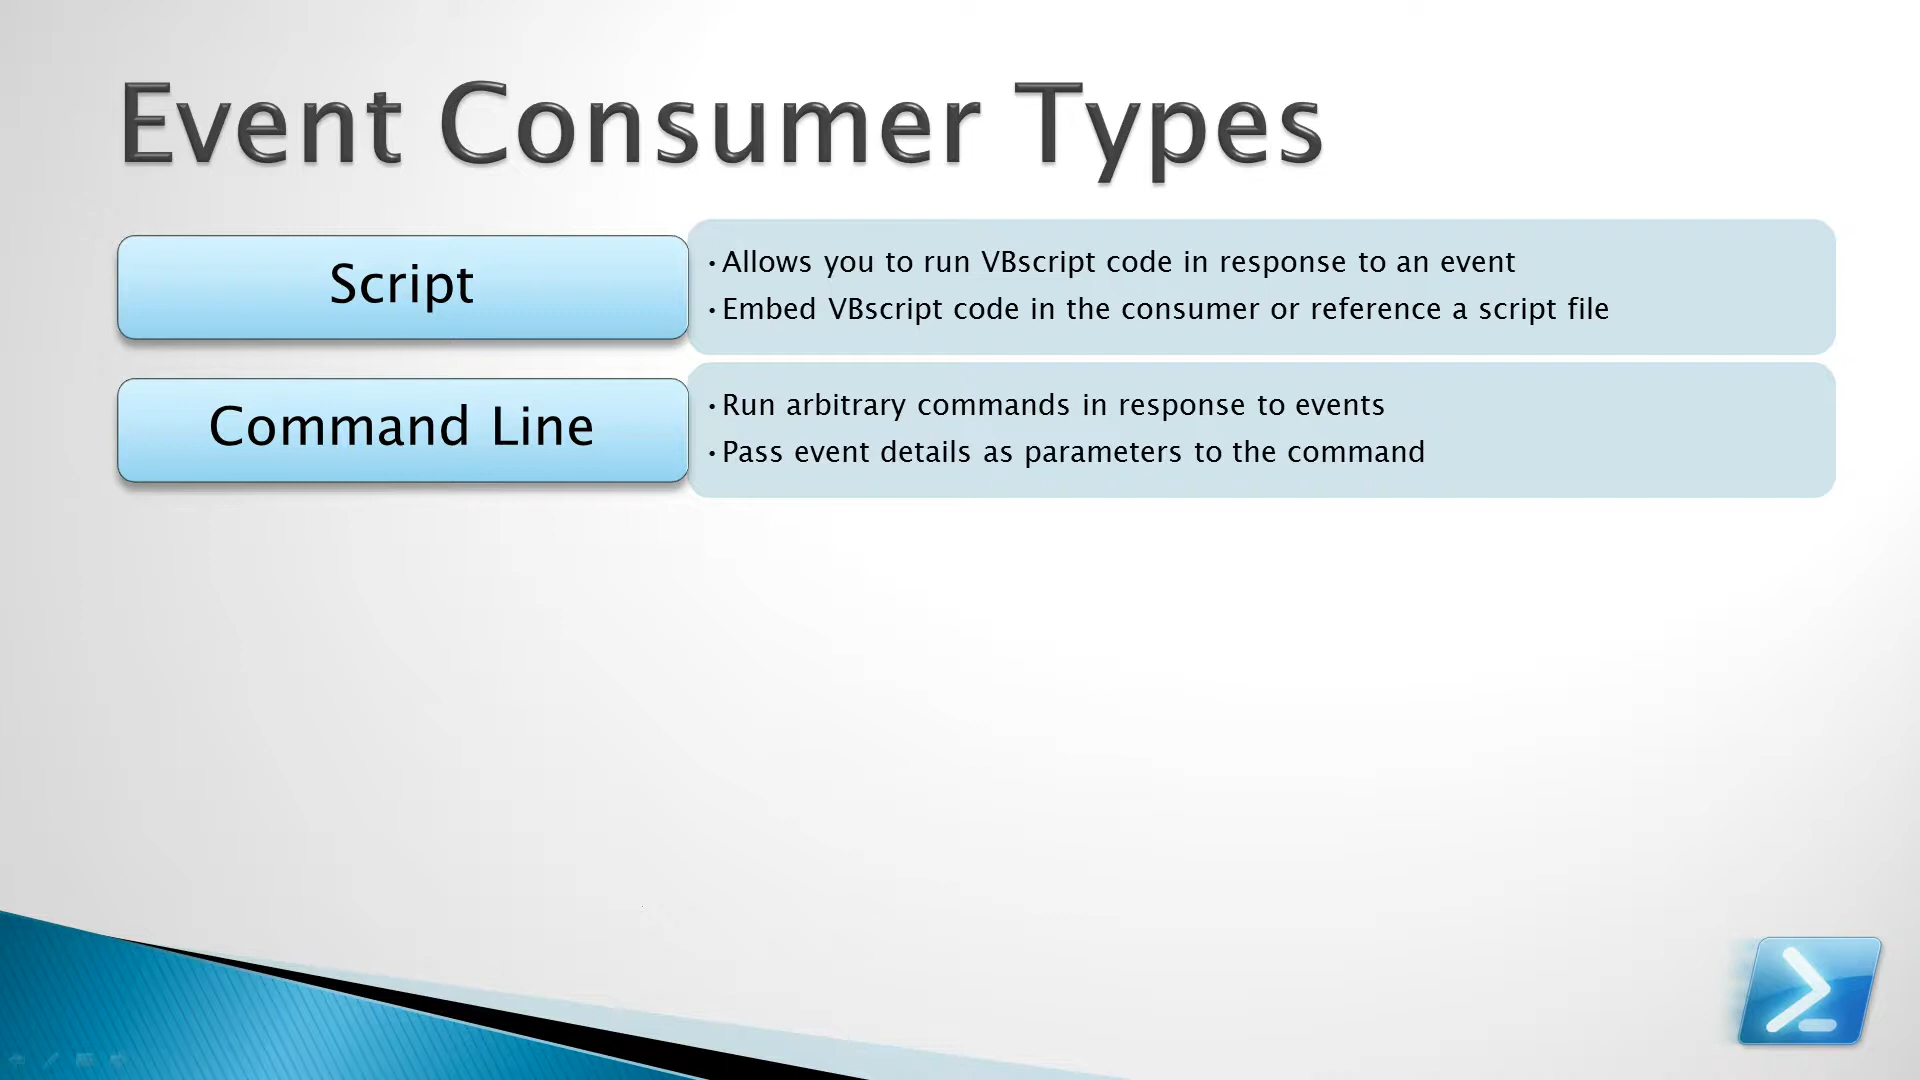 Event Consumer Types
Script
•Allows you to run VBscript code in response to an event
•Embed VBscript code in the consumer or reference a script file
Command Line
•Run arbitrary commands in response to events
•Pass event details as parameters to the command